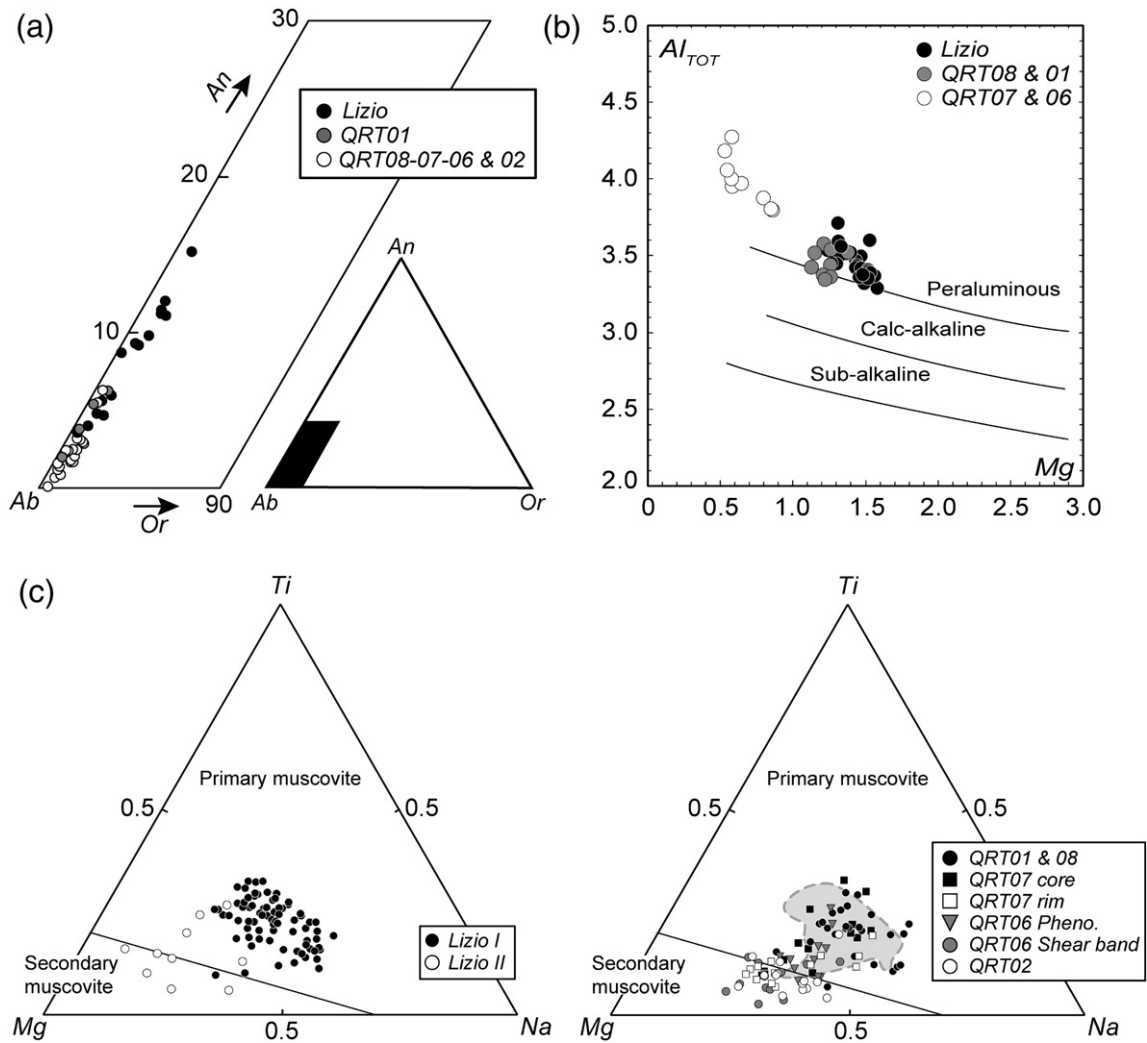 (a)
30
An
Lizio
QRT01
QRT08-07-06 & 02
20
10
An
Ab
Or
90
Ab
Or
(b)
5.0
Al_TOT
Lizio
QRT08 & 01
QRT07 & 06
4.5
4.0
3.5
3.0
2.5
2.0
Peraluminous
Calc-alkaline
Sub-alkaline
Mg
0
0.5
1.0
1.5
2.0
2.5
3.0
(c)
Ti
Primary muscovite
0.5
0.5
Lizio I
Lizio II
Secondary
muscovite
Mg
0.5
Na
Ti
Primary muscovite
0.5
0.5
QRT01 & 08
QRT07 core
QRT07 rim
QRT06 Pheno.
QRT06 Shear band
QRT02
Secondary
muscovite
Mg
0.5
Na